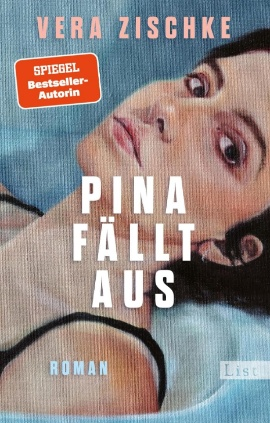 VERA ZISCHKE
SPIEGEL
Bestseller-
Autorin
PINA
FÄLLT
AUS
ROMAN
List